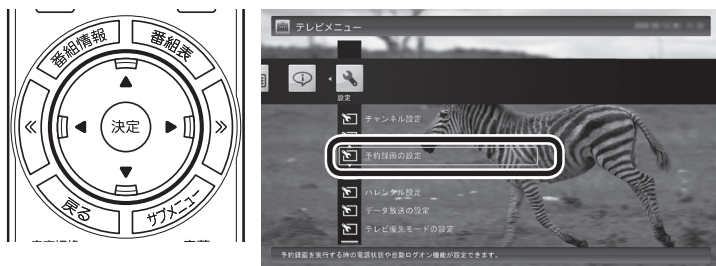 番組情報
番組表
決定
戻る
サブメニュー
テレビメニュー
設定
チャンネル設定
予約録画の設定
パレンタル設定
データ放送の設定
テレビ優先モードの設定
予約録画を実行する時の電源状態や自動ログオン機能が設定できます。